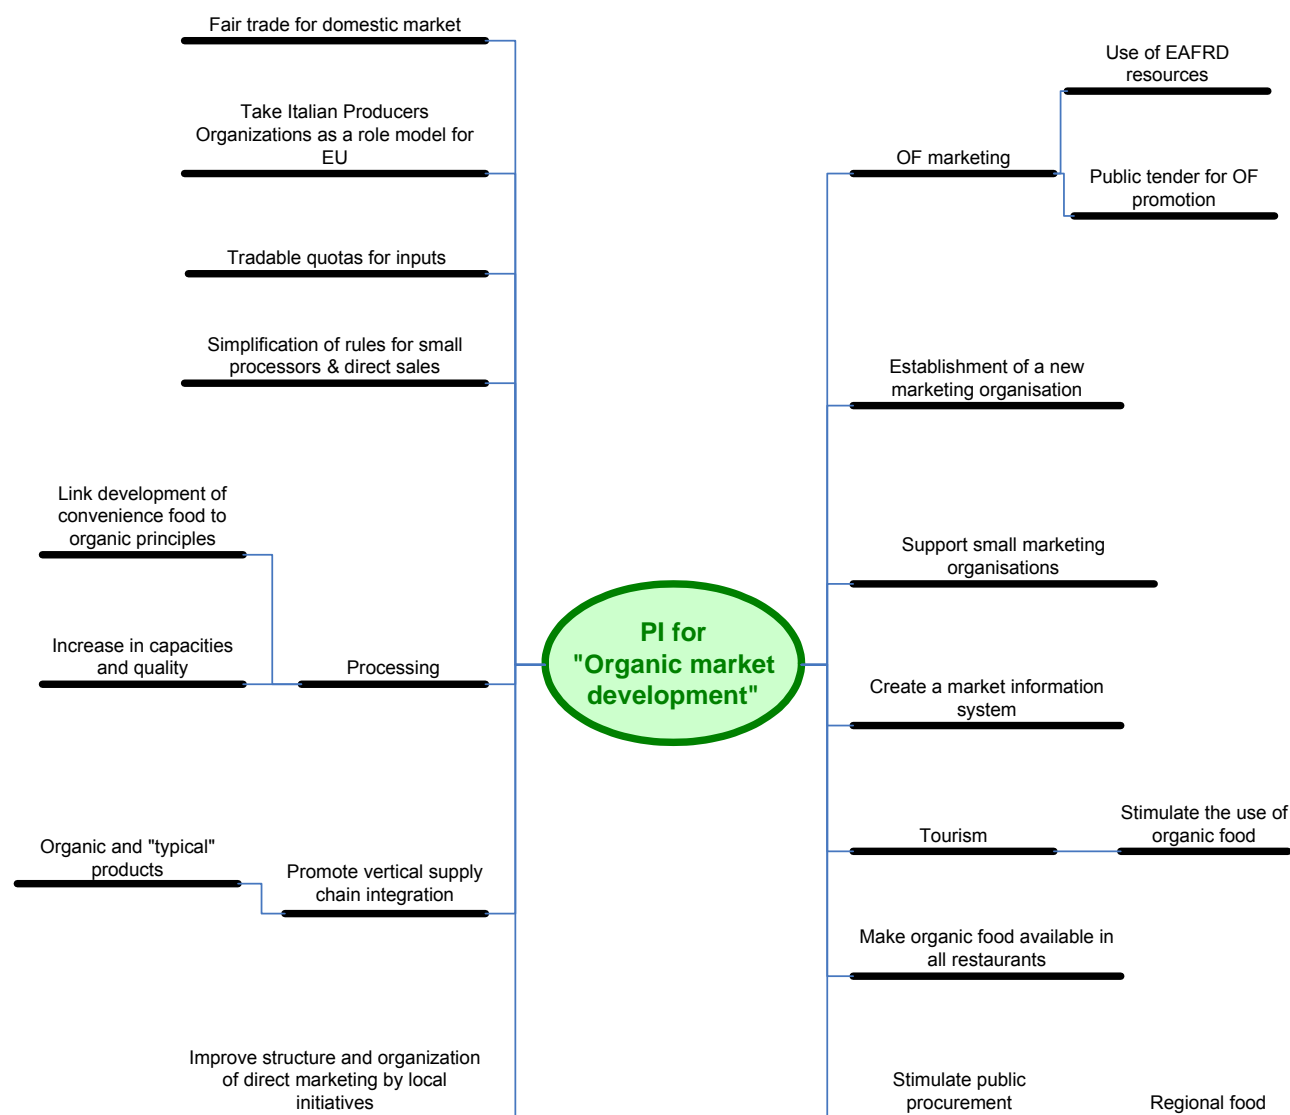 Fair trade for domestic market
Take Italian Producers
Organizations as a role model for
EU
Tradable quotas for inputs
Simplification of rules for small
processors & direct sales
Link development of
convenience food to
organic principles
Increase in capacities
and quality
Processing
Organic and "typical"
products
Promote vertical supply
chain integration
Improve structure and organization
of direct marketing by local
initiatives
PI for
"Organic market
development"
OF marketing
Use of EAFRD
resources
Public tender for OF
promotion
Establishment of a new
marketing organisation
Support small marketing
organisations
Create a market information
system
Tourism
Stimulate the use of
organic food
Make organic food available in
all restaurants
Stimulate public
procurement
Regional food